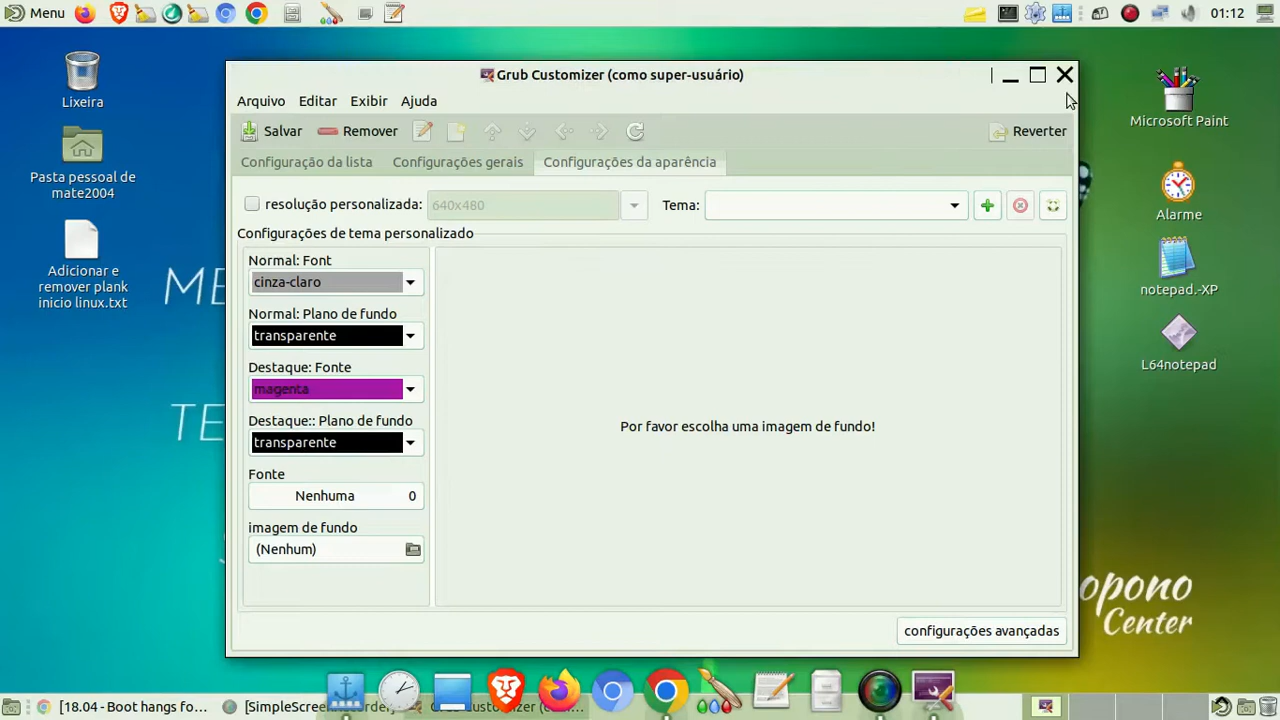 Menu
01:12
Lixeira
Pasta pessoal de
mate2004
Adicionar e
remover plank
inicio linux.txt
ME
TE
Grub Customizer (como super-usuário)
Arquivo Editar Exibir Ajuda
Salvar Remover Reverter
Configuração da lista Configurações gerais Configurações da aparência
resolução personalizada: 640x480 Tema:
Configurações de tema personalizado
Normal: Font
cinza-claro
Normal: Plano de fundo
transparente
Destaque: Fonte
magenta
Destaque:: Plano de fundo
transparente
Fonte
Nenhuma 0
imagem de fundo
(Nenhum)
Por favor escolha uma imagem de fundo!
configurações avançadas
Microsoft Paint
Alarme
notepad.-XP
L64notepad
opono
Center
[18.04 - Boot hangs fo...